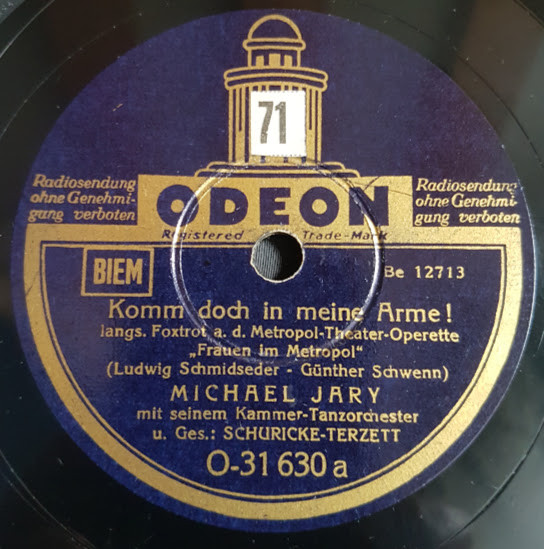 71
Radiosendung
ohne Genehmi-
gung verboten
ODEON
Radiosendung
ohne Genehmi-
gung verboten
Registered Trade-Mark
BIEM
Be 12713
Komm doch in meine Arme!
langs. Foxtrot a. d. Metropol-Theater-Operette
„Frauen im Metropol“
(Ludwig Schmidseder - Günther Schwenn)
MICHAEL JARY
mit seinem Kammer-Tanzorchester
u. Ges.: SCHURICKE-TERZETT
O-31 630 a